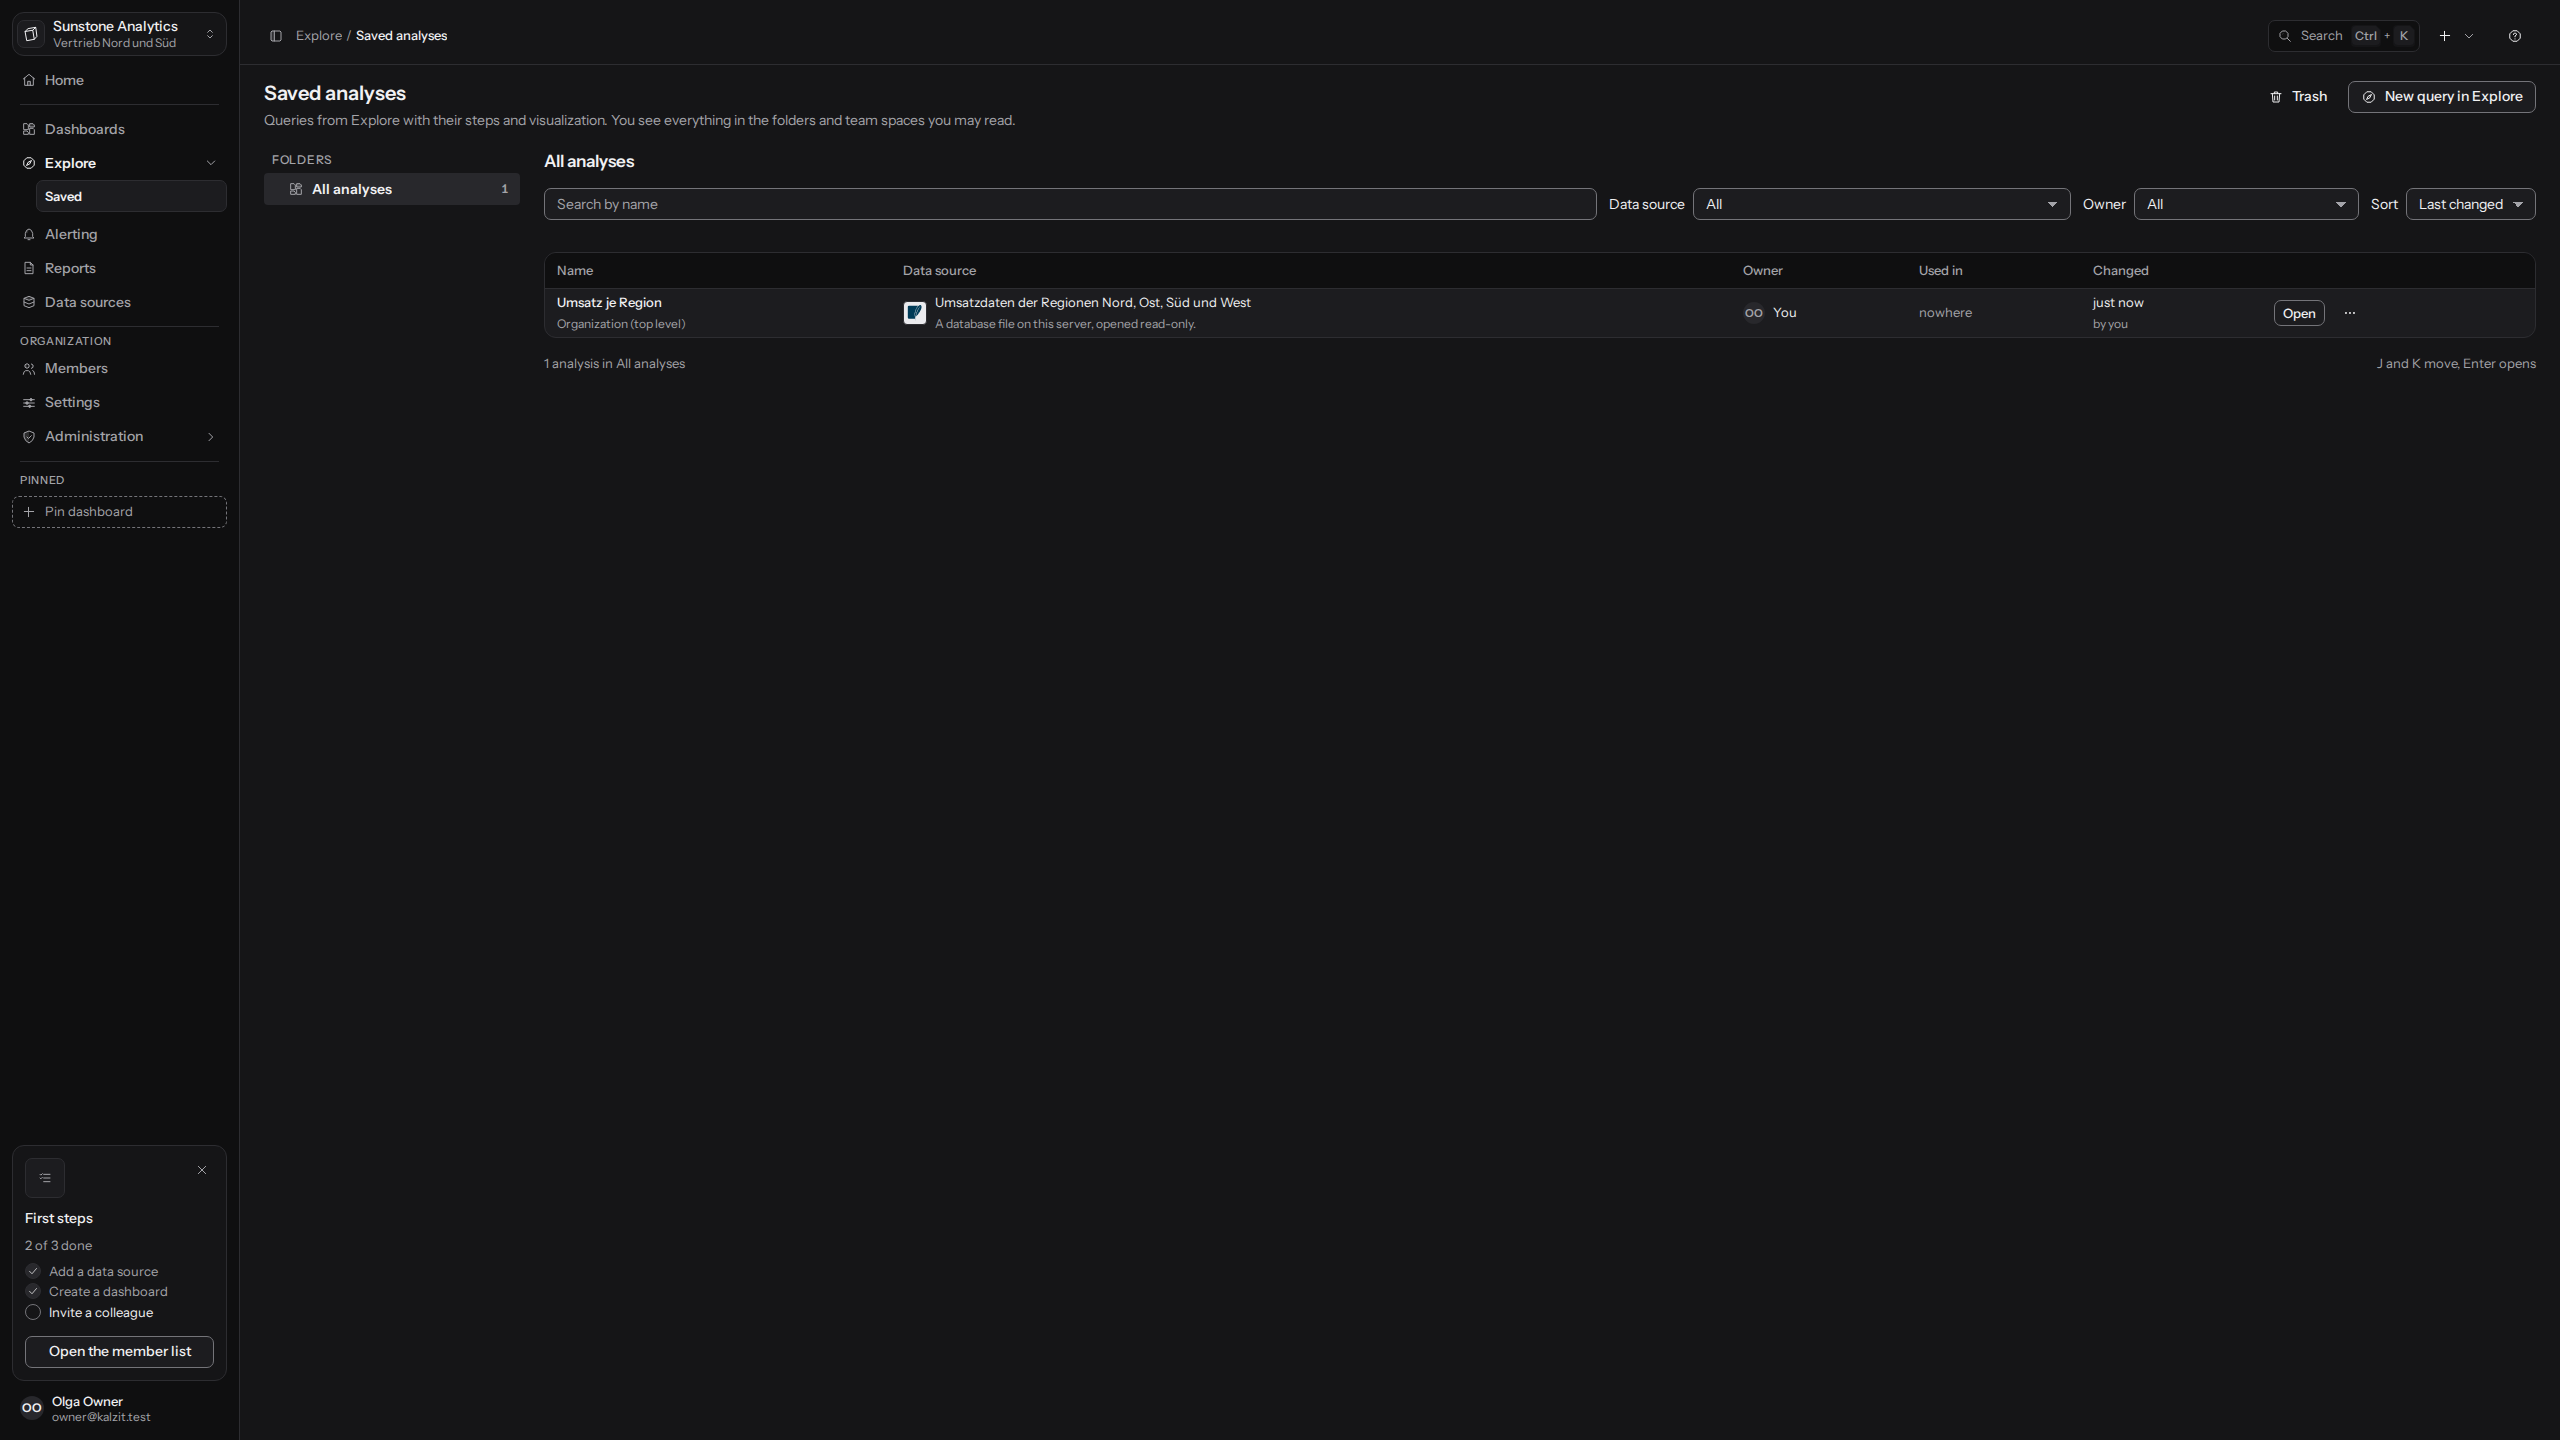 Sunstone Analytics
Vertrieb Nord und Süd
Home
Dashboards
Explore
Saved
Alerting
Reports
Data sources
ORGANIZATION
Members
Settings
Administration
PINNED
Pin dashboard
First steps
2 of 3 done
Add a data source
Create a dashboard
Invite a colleague
Open the member list
OO
Olga Owner
owner@kalzit.test
Explore / Saved analyses
Search Ctrl + K
Saved analyses
Queries from Explore with their steps and visualization. You see everything in the folders and team spaces you may read.
Trash
New query in Explore
FOLDERS
All analyses 1
All analyses
Search by name
Data source All
Owner All
Sort Last changed
Name Data source Owner Used in Changed
Umsatz je Region
Organization (top level)
Umsatzdaten der Regionen Nord, Ost, Süd und West
A database file on this server, opened read-only.
OO You
nowhere
just now
by you
Open
1 analysis in All analyses
J and K move, Enter opens